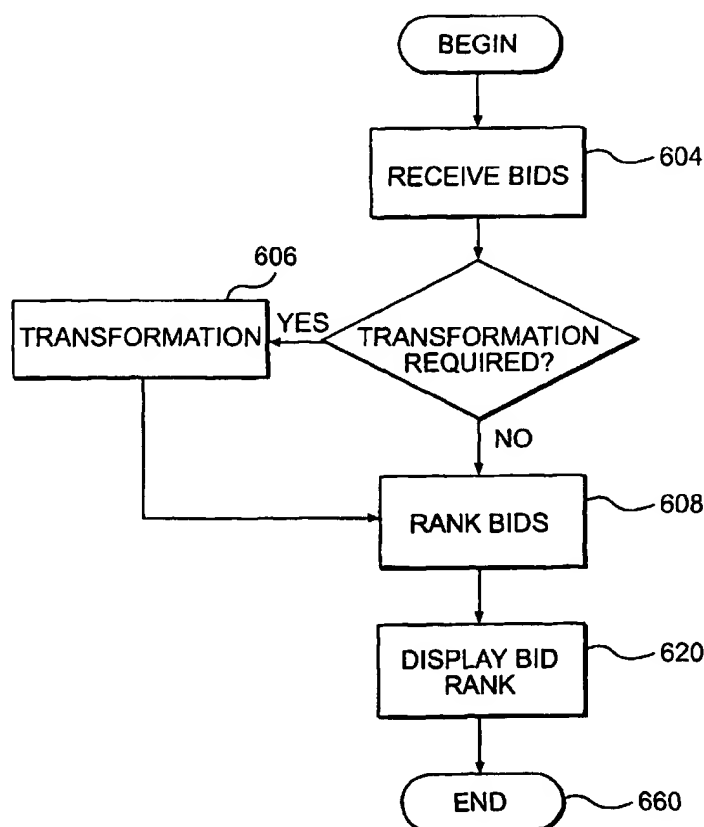 BEGIN
RECEIVE BIDS
604
606
TRANSFORMATION
YES
TRANSFORMATION
REQUIRED?
NO
RANK BIDS
608
DISPLAY BID
RANK
620
END
660